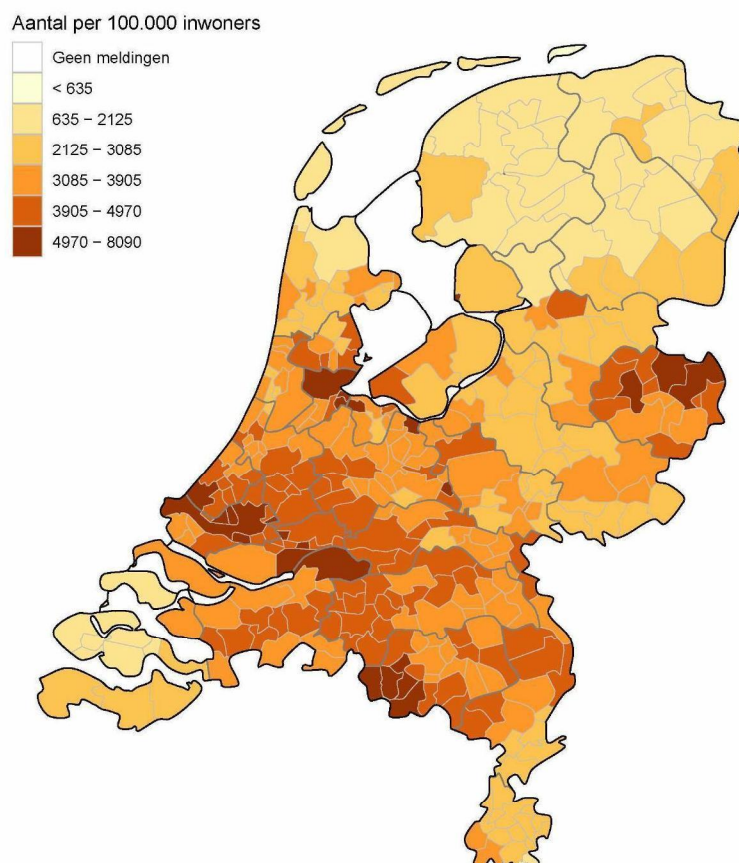 Aantal per 100.000 inwoners
Geen meldingen
< 635
635 – 2125
2125 – 3085
3085 – 3905
3905 – 4970
4970 – 8090